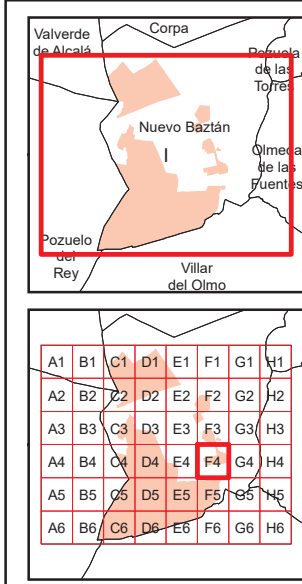 Corpa
Valverde
de Alcalá
Pozuela
de las
Torres
Nuevo Baztán
I
Olmeda
de las
Fuentes
Pozuelo
del
Rey
Villar
del Olmo
A1 B1 C1 D1 E1 F1 G1 H1
A2 B2 C2 D2 E2 F2 G2 H2
A3 B3 C3 D3 E3 F3 G3 H3
A4 B4 C4 D4 E4 F4 G4 H4
A5 B5 C5 D5 E5 F5 G5 H5
A6 B6 C6 D6 E6 F6 G6 H6